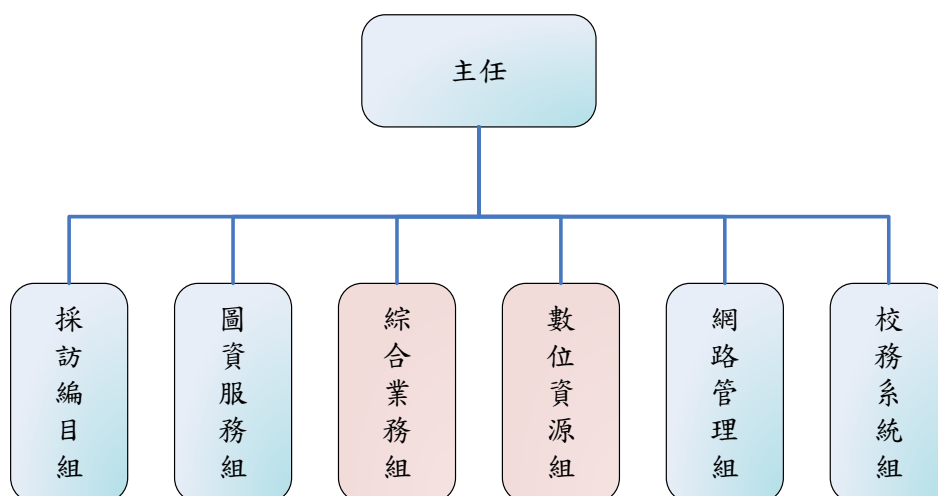 主任
採訪編目組
圖資服務組
綜合業務組
數位資源組
網路管理組
校務系統組